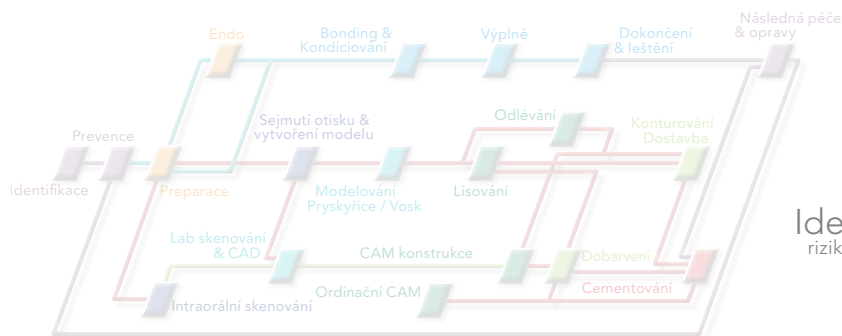 Následná péče
& opravy
Endo
Bonding &
Kondiciování
Výplně
Dokončení
& leštění
Odlévání
Sejmutí otisku &
vytvoření modelu
Konturování
Dostavba
Prevence
Identifikace
Preparace
Modelování
Pryskyřice / Vosk
Lisování
Ide
rizik
Lab skenování
& CAD
CAM konstrukce
Dobarvení
Cementování
Ordinační CAM
Intraorální skenování